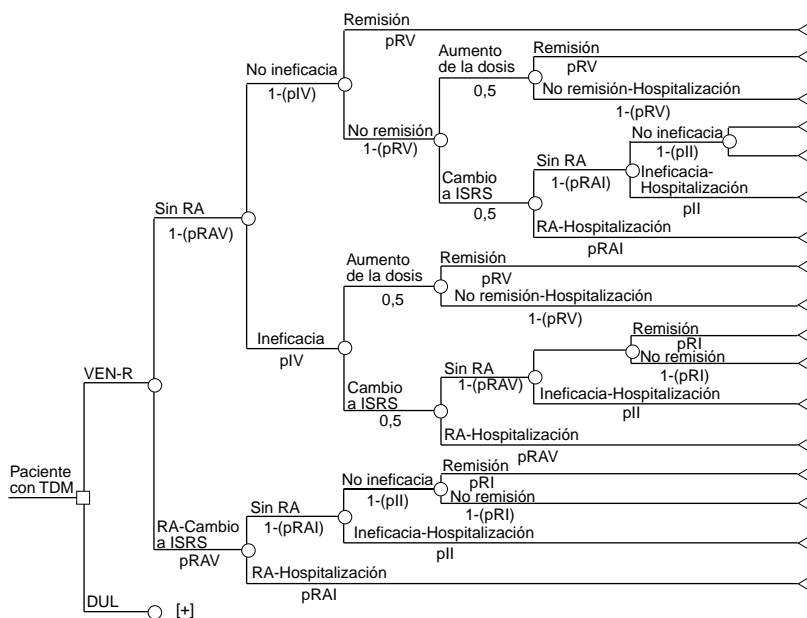 Remisión
pRV
Aumento
de la dosis
0,5
Remisión
pRV
No remisión-Hospitalización
1-(pRV)
No ineficacia
1-(pIV)
No remisión
1-(pRV)
No ineficacia
1-(pII)
Sin RA
1-(pRAI)
Ineficacia-
Hospitalización
pII
Cambio
a ISRS
0,5
RA-Hospitalización
pRAI
Sin RA
1-(pRAV)
Aumento
de la dosis
0,5
Remisión
pRV
No remisión-Hospitalización
1-(pRV)
Ineficacia
pIV
Remisión
pRI
No remisión
1-(pRI)
Sin RA
1-(pRAV)
Ineficacia-Hospitalización
pII
Cambio
a ISRS
0,5
RA-Hospitalización
pRAV
VEN-R
Paciente
con TDM
No ineficacia
1-(pII)
Remisión
pRI
No remisión
1-(pRI)
RA-Cambio
a ISRS
pRAV
Sin RA
1-(pRAI)
Ineficacia-Hospitalización
pII
RA-Hospitalización
pRAI
DUL
[+]